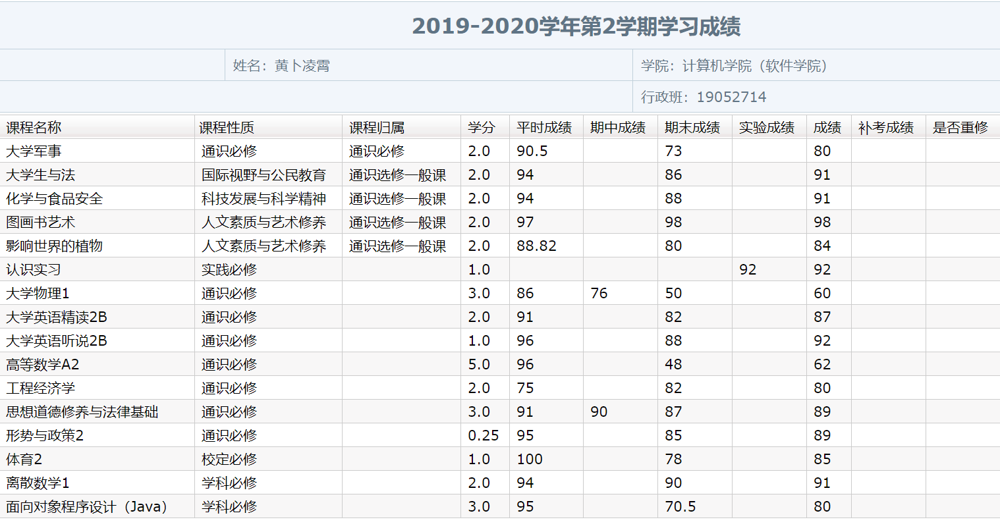 2019-2020学年第2学期学习成绩
姓名：黄卜凌霄 学院：计算机学院（软件学院）
行政班：19052714
课程名称 课程性质 课程归属 学分 平时成绩 期中成绩 期末成绩 实验成绩 成绩 补考成绩 是否重修
大学军事 通识必修 通识必修 2.0 90.5 73 80
大学生与法 国际视野与公民教育 通识选修一般课 2.0 94 86 91
化学与食品安全 科技发展与科学精神 通识选修一般课 2.0 94 88 91
图画书艺术 人文素质与艺术修养 通识选修一般课 2.0 97 98 98
影响世界的植物 人文素质与艺术修养 通识选修一般课 2.0 88.82 80 84
认识实习 实践必修 1.0 92 92
大学物理1 通识必修 3.0 86 76 50 60
大学英语精读2B 通识必修 2.0 91 82 87
大学英语听说2B 通识必修 1.0 96 88 92
高等数学A2 通识必修 5.0 96 48 62
工程经济学 通识必修 2.0 75 82 80
思想道德修养与法律基础 通识必修 3.0 91 90 87 89
形势与政策2 通识必修 0.25 95 85 89
体育2 校定必修 1.0 100 78 85
离散数学1 学科必修 2.0 94 90 91
面向对象程序设计（Java） 学科必修 3.0 95 70.5 80